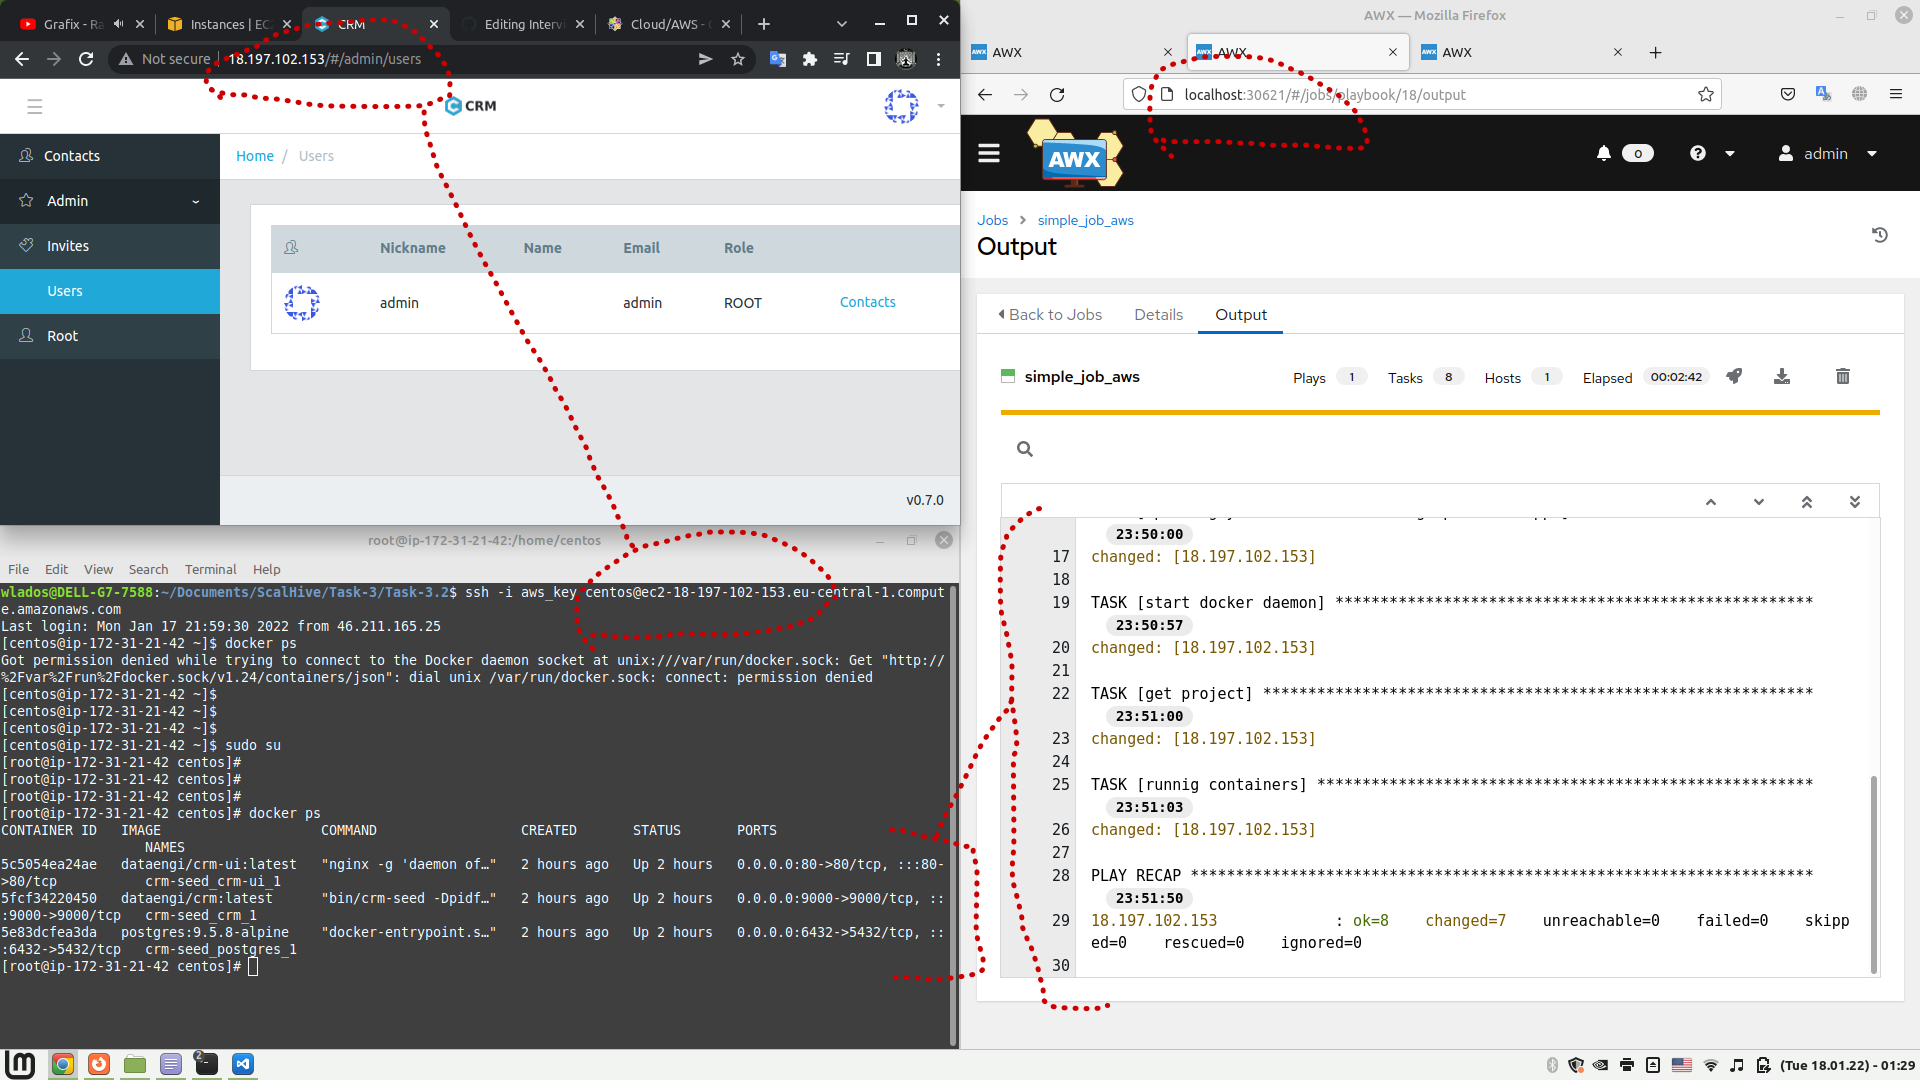 Grafix - Ra
Instances | EC
CRM
Editing Intervi
Cloud/AWS -
Not secure
18.197.102.153/#/admin/users
CRM
Contacts
Admin
Invites
Users
Root
Home / Users
Nickname Name Email Role
admin admin ROOT Contacts
v0.7.0
root@ip-172-31-21-42:/home/centos
File Edit View Search Terminal Help
wlados@DELL-G7-7588:~/Documents/ScalHive/Task-3/Task-3.2$ ssh -i aws_key centos@ec2-18-197-102-153.eu-central-1.comput
e.amazonaws.com
Last login: Mon Jan 17 21:59:30 2022 from 46.211.165.25
[centos@ip-172-31-21-42 ~]$ docker ps
Got permission denied while trying to connect to the Docker daemon socket at unix:///var/run/docker.sock: Get "http://
%2Fvar%2Frun%2Fdocker.sock/v1.24/containers/json": dial unix /var/run/docker.sock: connect: permission denied
[centos@ip-172-31-21-42 ~]$
[centos@ip-172-31-21-42 ~]$
[centos@ip-172-31-21-42 ~]$
[centos@ip-172-31-21-42 ~]$ sudo su
[root@ip-172-31-21-42 centos]#
[root@ip-172-31-21-42 centos]#
[root@ip-172-31-21-42 centos]#
[root@ip-172-31-21-42 centos]# docker ps
CONTAINER ID IMAGE COMMAND CREATED STATUS PORTS
NAMES
5c5054ea24ae dataengi/crm-ui:latest "nginx -g 'daemon of…" 2 hours ago Up 2 hours 0.0.0.0:80->80/tcp, :::80-
>80/tcp crm-seed_crm-ui_1
5fcf34220450 dataengi/crm:latest "bin/crm-seed -Dpidf…" 2 hours ago Up 2 hours 0.0.0.0:9000->9000/tcp, ::
:9000->9000/tcp crm-seed_crm_1
5e83dcfea3da postgres:9.5.8-alpine "docker-entrypoint.s…" 2 hours ago Up 2 hours 0.0.0.0:6432->5432/tcp, ::
:6432->5432/tcp crm-seed_postgres_1
[root@ip-172-31-21-42 centos]#
AWX — Mozilla Firefox
AWX
AWX
AWX
localhost:30621/#/jobs/playbook/18/output
AWX
0
admin
Jobs > simple_job_aws
Output
Back to Jobs Details Output
simple_job_aws Plays 1 Tasks 8 Hosts 1 Elapsed 00:02:42
23:50:00
17 changed: [18.197.102.153]
18
19 TASK [start docker daemon] *****************************************************
23:50:57
20 changed: [18.197.102.153]
21
22 TASK [get project] *************************************************************
23:51:00
23 changed: [18.197.102.153]
24
25 TASK [runnig containers] *******************************************************
23:51:03
26 changed: [18.197.102.153]
27
28 PLAY RECAP *********************************************************************
23:51:50
29 18.197.102.153 : ok=8 changed=7 unreachable=0 failed=0 skipp
ed=0 rescued=0 ignored=0
30
2
(Tue 18.01.22) - 01:29